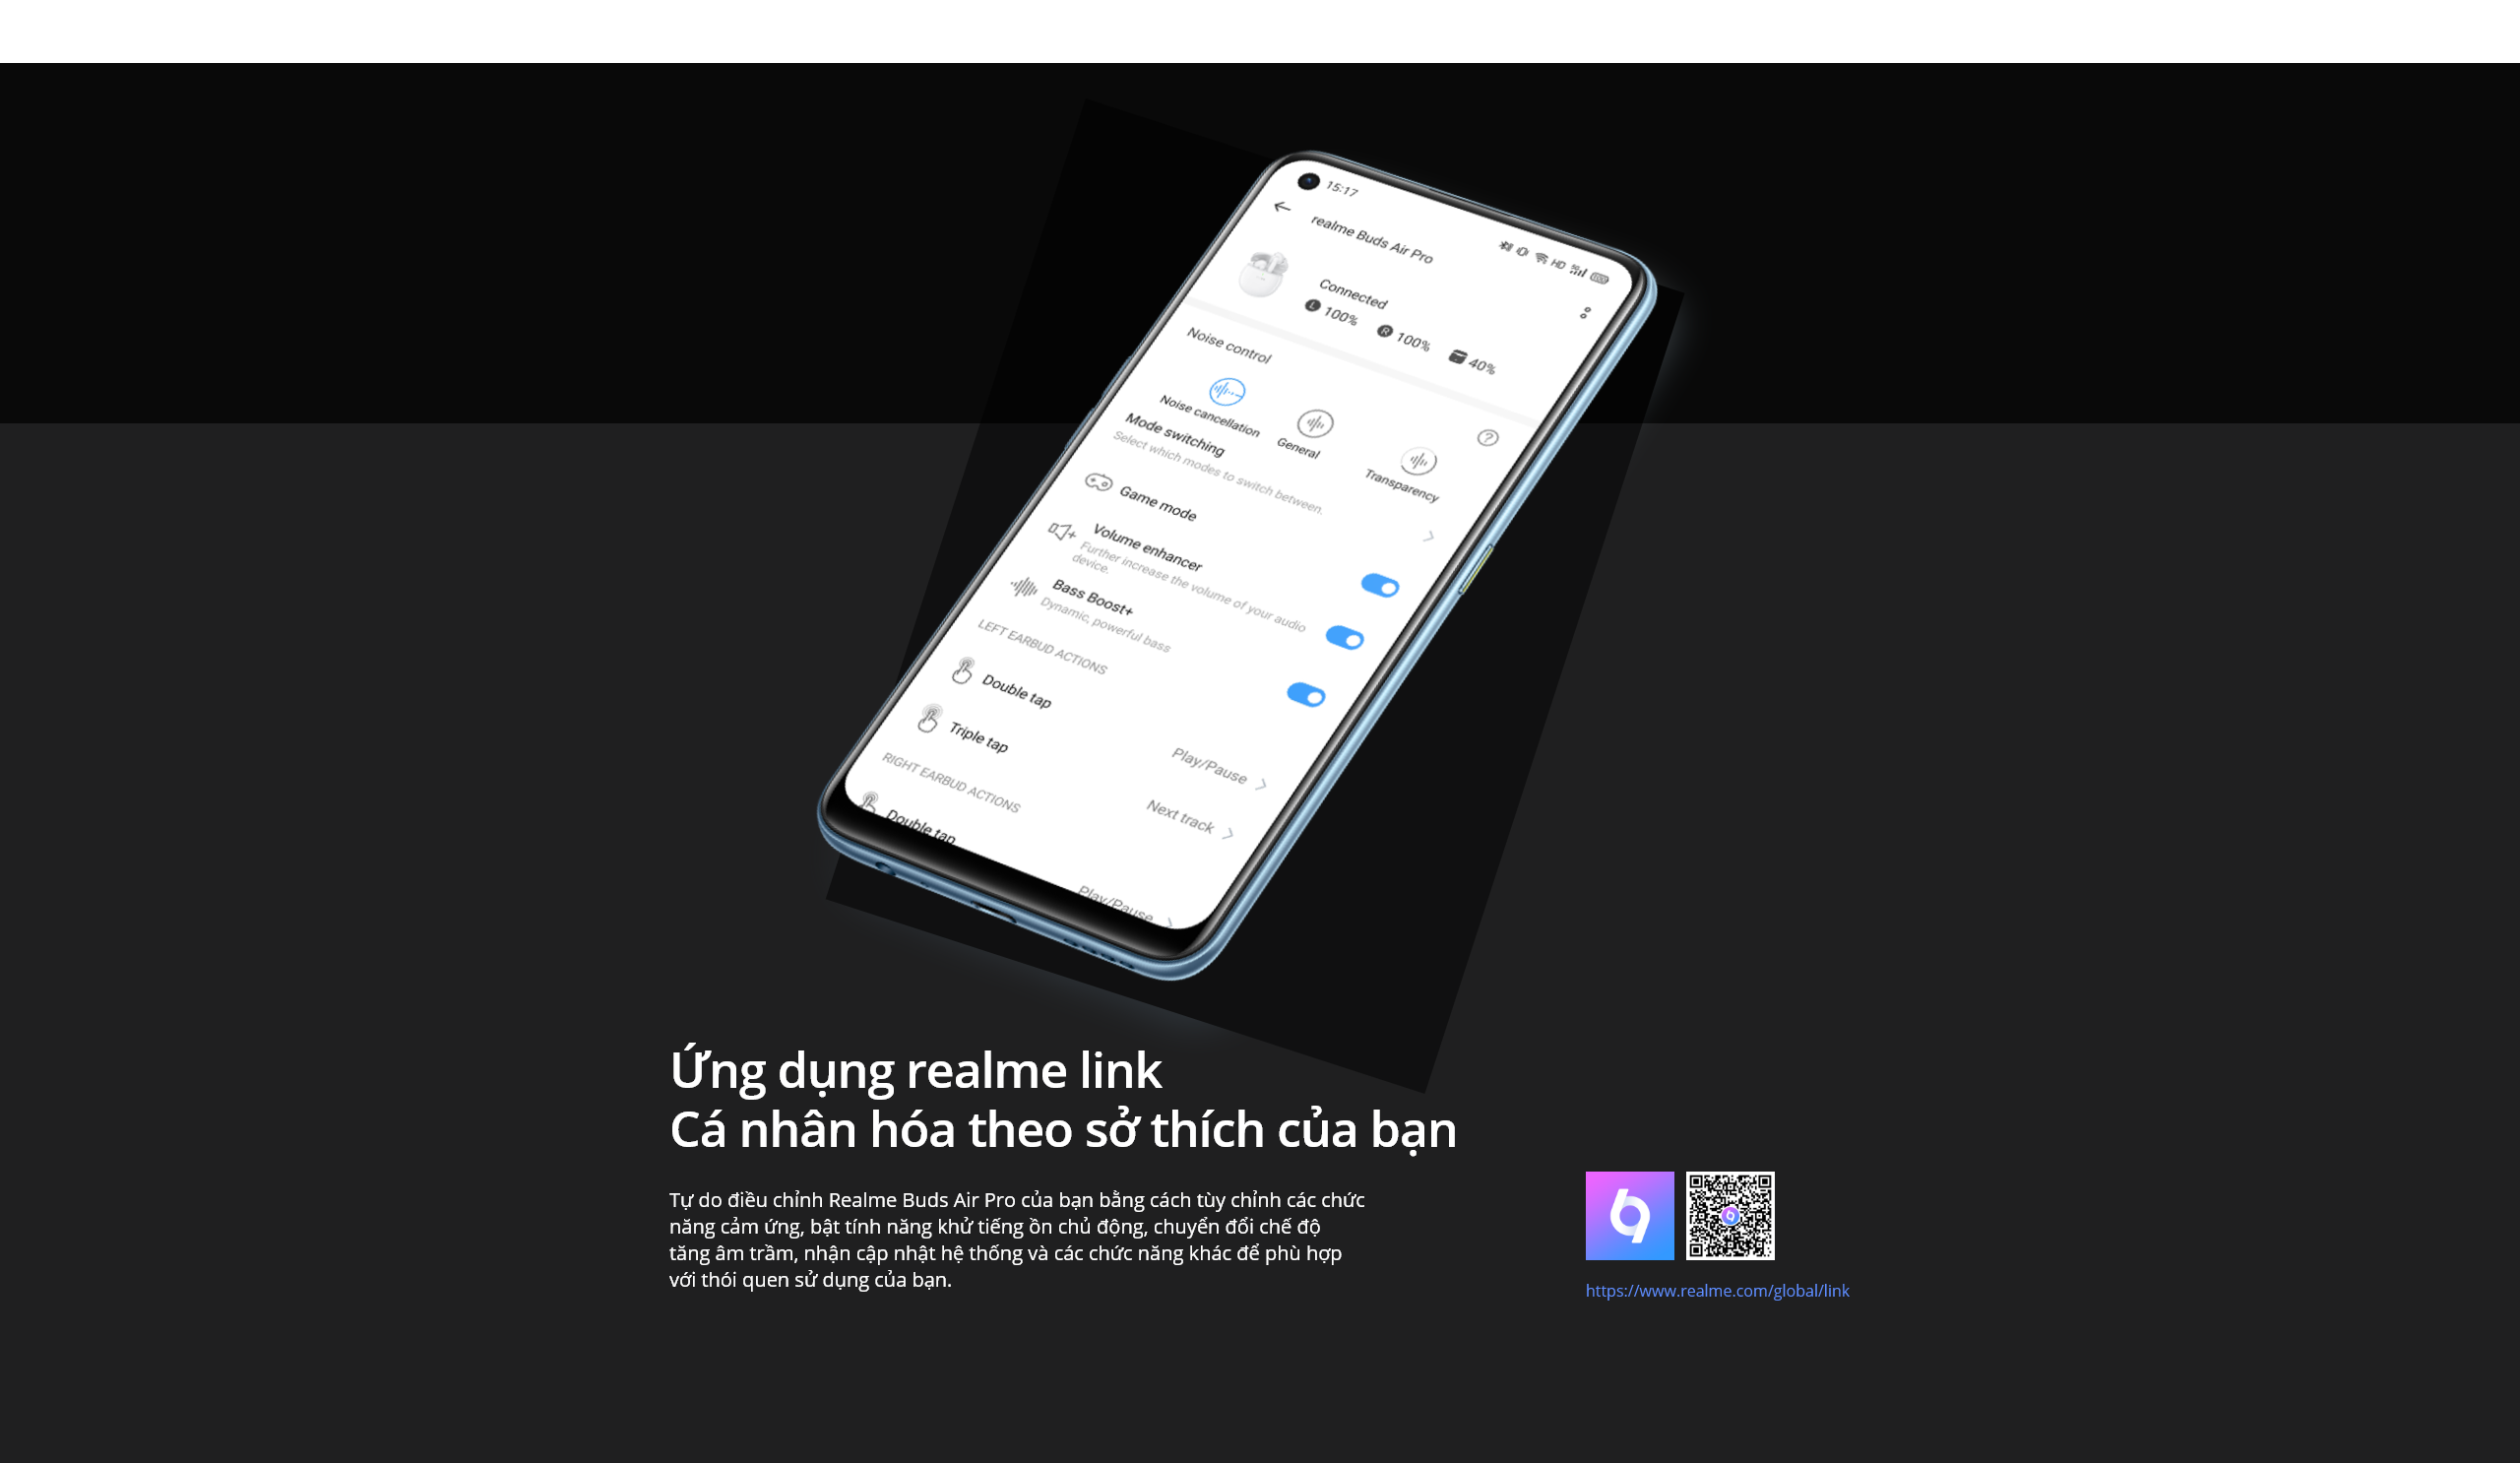 15:17
HD 5G
realme Buds Air Pro
Connected
L 100% R 100% 40%
Noise control
Noise cancellation
General
Transparency
Mode switching
Select which modes to switch between.
Game mode
Volume enhancer
Further increase the volume of your audio
device.
Bass Boost+
Dynamic, powerful bass
LEFT EARBUD ACTIONS
Double tap
Play/Pause
Triple tap
Next track
RIGHT EARBUD ACTIONS
Double tap
Play/Pause
Ứng dụng realme link
Cá nhân hóa theo sở thích của bạn
Tự do điều chỉnh Realme Buds Air Pro của bạn bằng cách tùy chỉnh các chức
năng cảm ứng, bật tính năng khử tiếng ồn chủ động, chuyển đổi chế độ
tăng âm trầm, nhận cập nhật hệ thống và các chức năng khác để phù hợp
với thói quen sử dụng của bạn.
https://www.realme.com/global/link